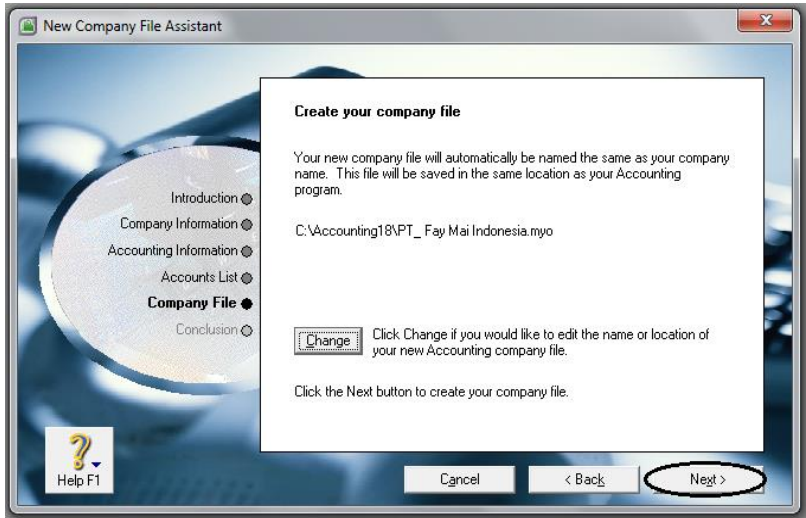 New Company File Assistant
Create your company file
Your new company file will automatically be named the same as your company
name. This file will be saved in the same location as your Accounting
program.
C:\Accounting18\PT_ Fay Mai Indonesia.myo
Introduction
Company Information
Accounting Information
Accounts List
Company File
Conclusion
Change
Click Change if you would like to edit the name or location of
your new Accounting company file.
Click the Next button to create your company file.
?
Help F1
Cancel
< Back
Next >